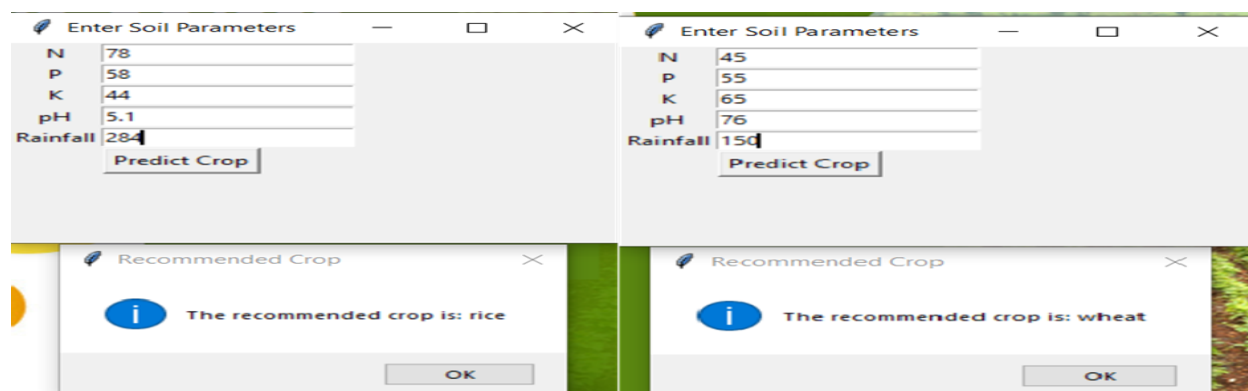 Enter Soil Parameters
N 78
P 58
K 44
pH 5.1
Rainfall 284
Predict Crop
Recommended Crop
The recommended crop is: rice
OK
Enter Soil Parameters
N 45
P 55
K 65
pH 76
Rainfall 150
Predict Crop
Recommended Crop
The recommended crop is: wheat
OK